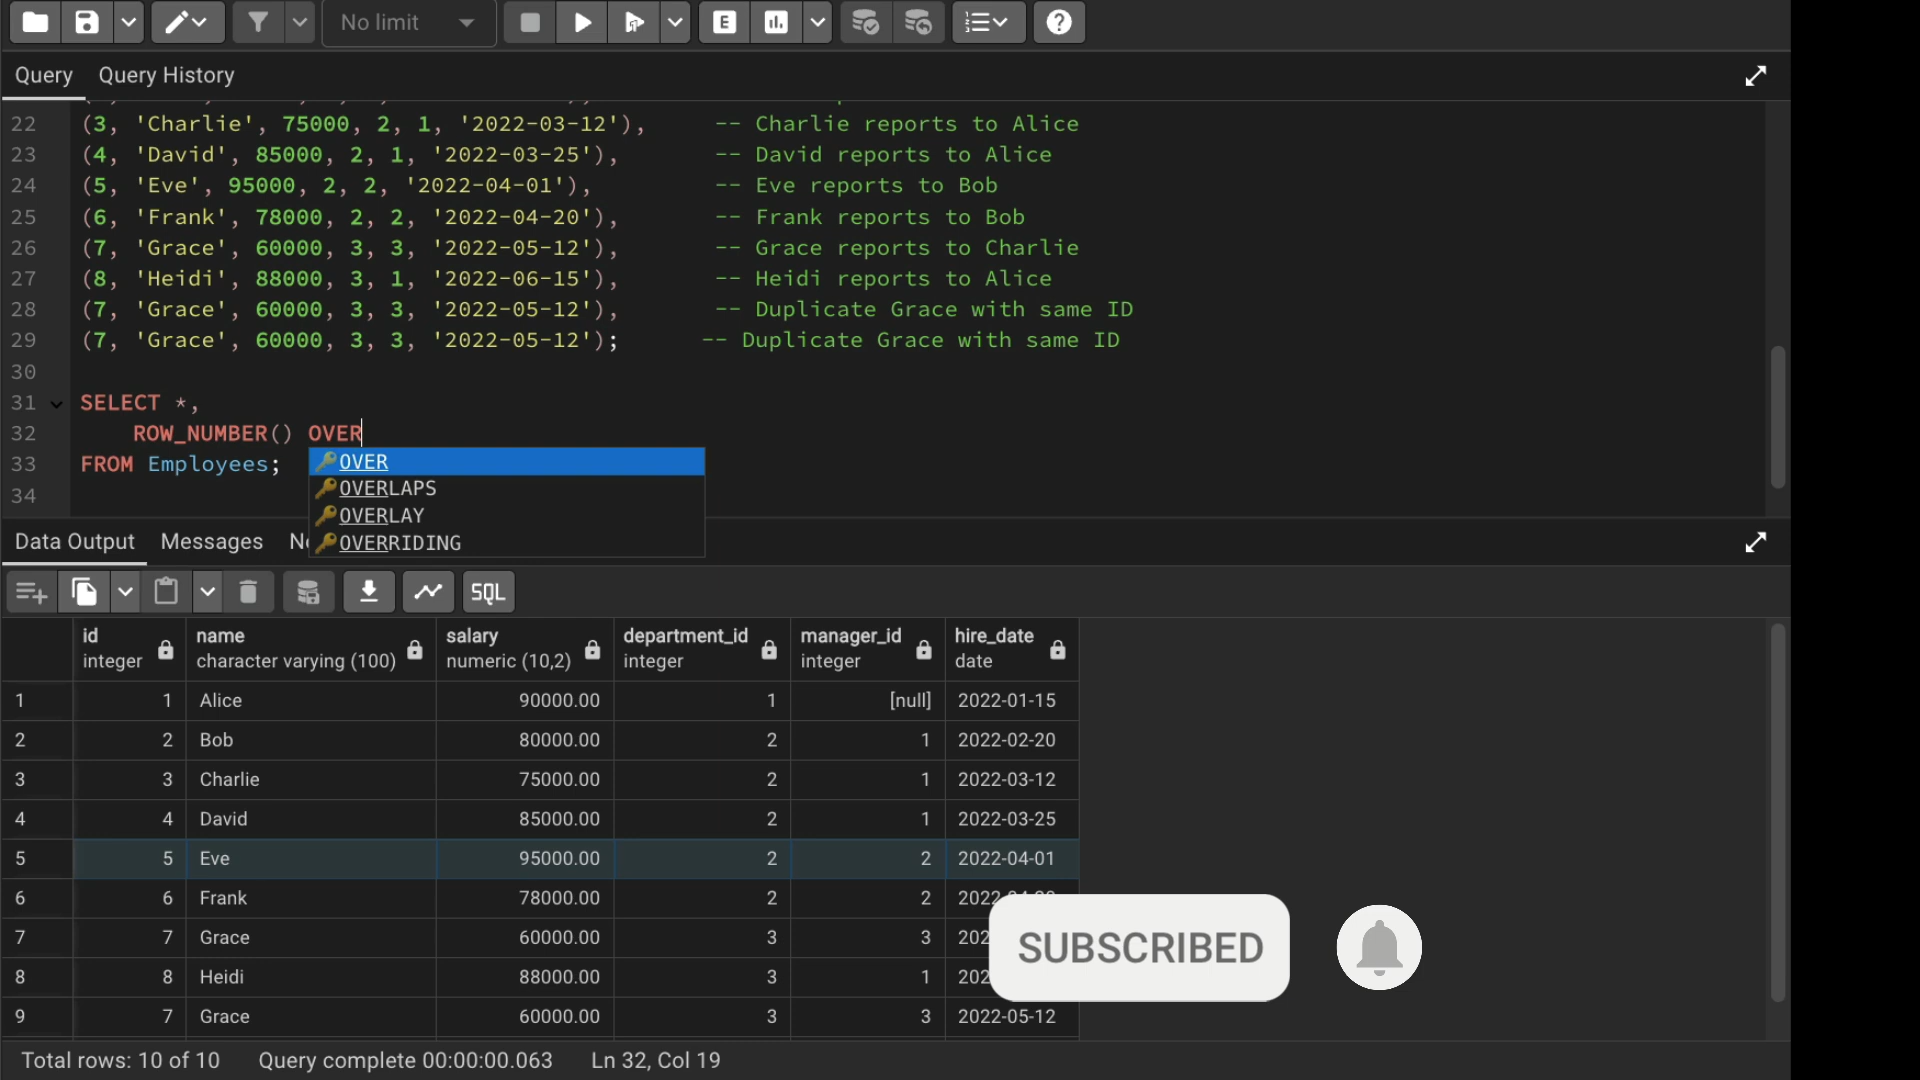 No limit
E
Query Query History
22 (3, 'Charlie', 75000, 2, 1, '2022-03-12'), -- Charlie reports to Alice
23 (4, 'David', 85000, 2, 1, '2022-03-25'), -- David reports to Alice
24 (5, 'Eve', 95000, 2, 2, '2022-04-01'), -- Eve reports to Bob
25 (6, 'Frank', 78000, 2, 2, '2022-04-20'), -- Frank reports to Bob
26 (7, 'Grace', 60000, 3, 3, '2022-05-12'), -- Grace reports to Charlie
27 (8, 'Heidi', 88000, 3, 1, '2022-06-15'), -- Heidi reports to Alice
28 (7, 'Grace', 60000, 3, 3, '2022-05-12'), -- Duplicate Grace with same ID
29 (7, 'Grace', 60000, 3, 3, '2022-05-12'); -- Duplicate Grace with same ID
30
31 SELECT *,
32 ROW_NUMBER() OVER
33 FROM Employees;
34
OVER
OVERLAPS
OVERLAY
OVERRIDING
Data Output Messages
SQL
id name salary department_id manager_id hire_date
integer character varying (100) numeric (10,2) integer integer date
1 1 Alice 90000.00 1 [null] 2022-01-15
2 2 Bob 80000.00 2 1 2022-02-20
3 3 Charlie 75000.00 2 1 2022-03-12
4 4 David 85000.00 2 1 2022-03-25
5 5 Eve 95000.00 2 2 2022-04-01
6 6 Frank 78000.00 2 2
7 7 Grace 60000.00 3 3
8 8 Heidi 88000.00 3 1
9 7 Grace 60000.00 3 3 2022-05-12
SUBSCRIBED
Total rows: 10 of 10 Query complete 00:00:00.063 Ln 32, Col 19